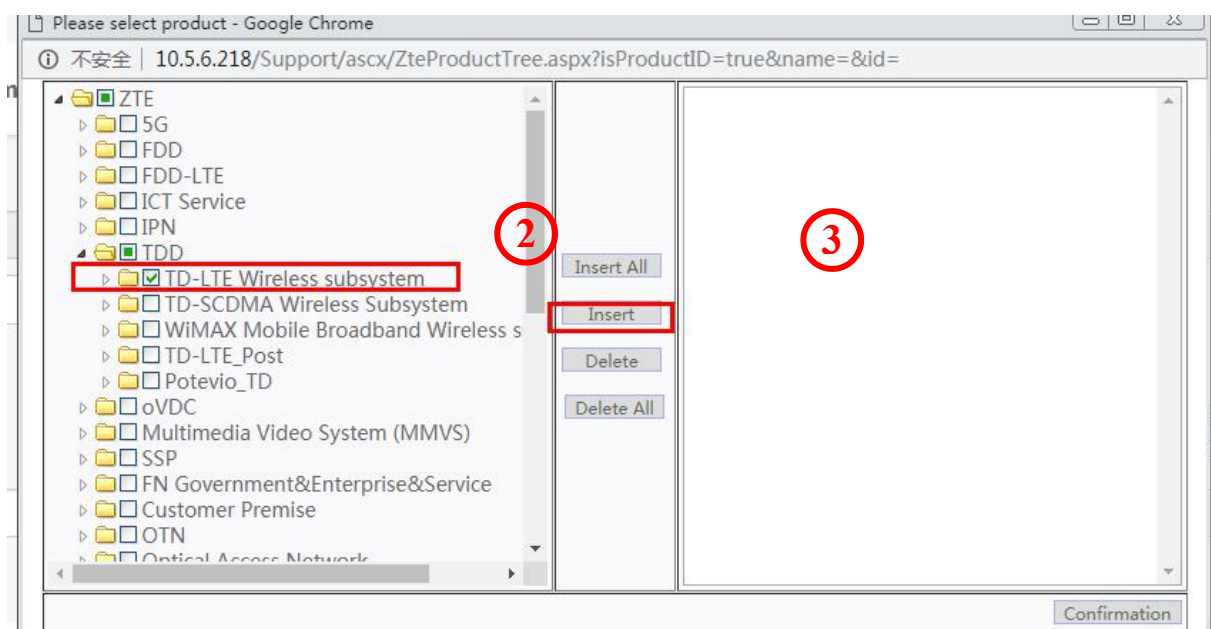 Please select product - Google Chrome
不安全 | 10.5.6.218/Support/ascx/ZteProductTree.aspx?isProductID=true&name=&id=
ZTE
5G
FDD
FDD-LTE
ICT Service
IPN
TDD
TD-LTE Wireless subsystem
TD-SCDMA Wireless Subsystem
WiMAX Mobile Broadband Wireless s
TD-LTE_Post
Potevio_TD
oVDC
Multimedia Video System (MMVS)
SSP
FN Government&Enterprise&Service
Customer Premise
OTN
Optical Access Network
2
Insert All
Insert
Delete
Delete All
3
Confirmation